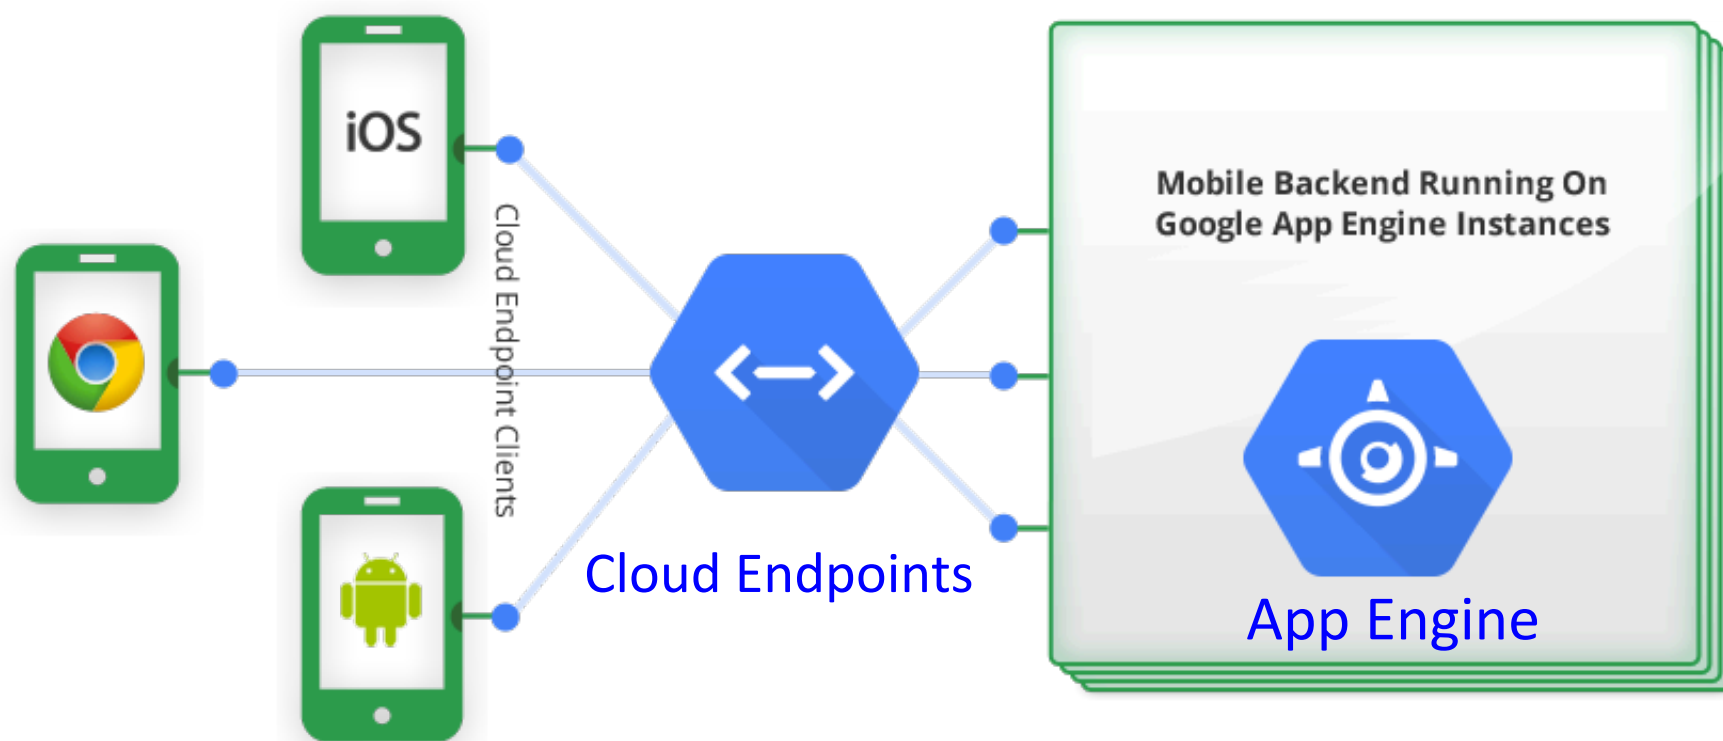 iOS
Cloud Endpoint Clients
Cloud Endpoints
Mobile Backend Running On
Google App Engine Instances
App Engine